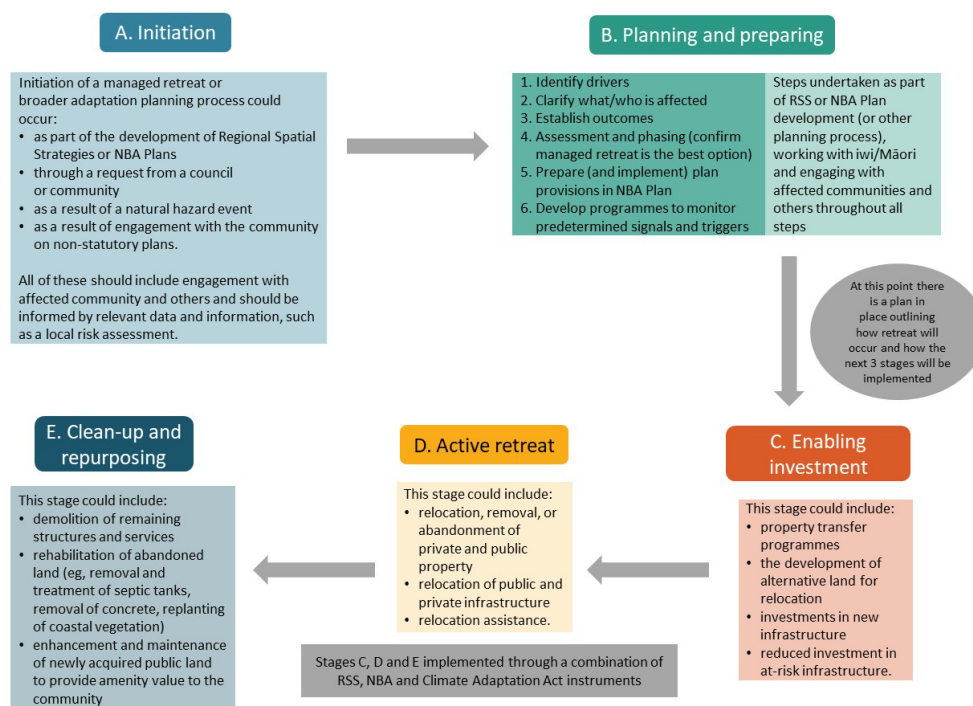 A. Initiation
Initiation of a managed retreat or
broader adaptation planning process could
occur:
• as part of the development of Regional Spatial
Strategies or NBA Plans
• through a request from a council
or community
• as a result of a natural hazard event
• as a result of engagement with the community
on non-statutory plans.
All of these should include engagement with
affected community and others and should be
informed by relevant data and information, such
as a local risk assessment.
B. Planning and preparing
1. Identify drivers
2. Clarify what/who is affected
3. Establish outcomes
4. Assessment and phasing (confirm
managed retreat is the best option)
5. Prepare (and implement) plan
provisions in NBA Plan
6. Develop programmes to monitor
predetermined signals and triggers
Steps undertaken as part
of RSS or NBA Plan
development (or other
planning process),
working with iwi/Māori
and engaging with
affected communities and
others throughout all
steps
At this point there
is a plan in
place outlining
how retreat will
occur and how the
next 3 stages will be
implemented
C. Enabling
investment
This stage could include:
• property transfer
programmes
• the development of
alternative land for
relocation
• investments in new
infrastructure
• reduced investment in
at-risk infrastructure.
D. Active retreat
This stage could include:
• relocation, removal, or
abandonment of
private and public
property
• relocation of public and
private infrastructure
• relocation assistance.
E. Clean-up and
repurposing
This stage could include:
• demolition of remaining
structures and services
• rehabilitation of abandoned
land (eg, removal and
treatment of septic tanks,
removal of concrete, replanting
of coastal vegetation)
• enhancement and maintenance
of newly acquired public land
to provide amenity value to the
community
Stages C, D and E implemented through a combination of
RSS, NBA and Climate Adaptation Act instruments